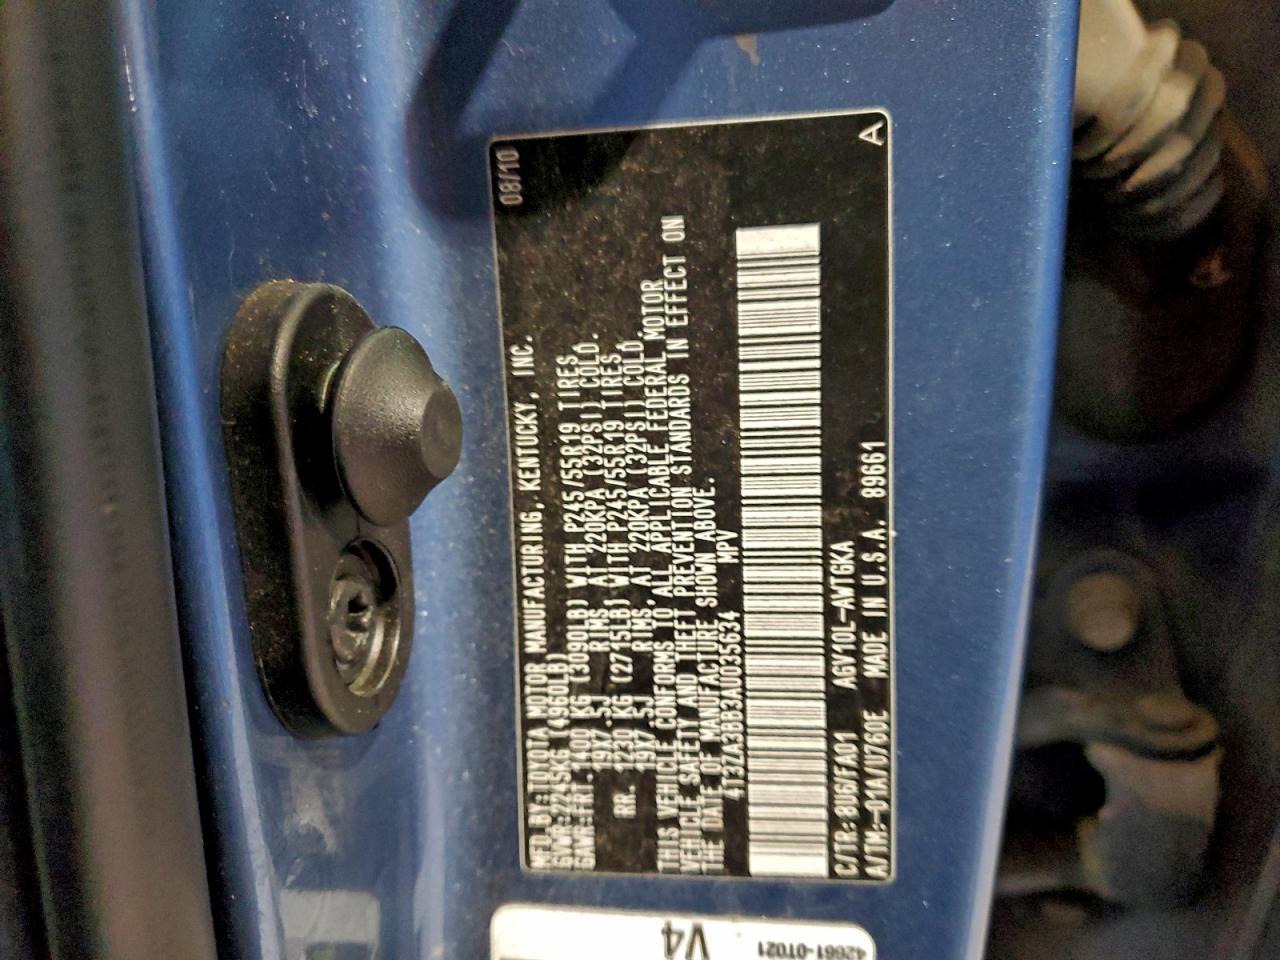 MFD.BY:TOYOTA MOTOR MANUFACTURING, KENTUCKY, INC. 08/10
GVWR:2245KG (4960LB)
GAWR:FRT.1400 KG (3090LB) WITH P245/55R19 TIRES,
19X7.5J RIMS, AT 220KPA (32PSI) COLD.
RR. 1230 KG (2715LB) WITH P245/55R19 TIRES,
19X7.5J RIMS, AT 220KPA (32PSI) COLD.
THIS VEHICLE CONFORMS TO ALL APPLICABLE FEDERAL MOTOR
VEHICLE SAFETY AND THEFT PREVENTION STANDARDS IN EFFECT ON
THE DATE OF MANUFACTURE SHOWN ABOVE.
4T3ZA3BB3AU035634 MPV
C/TR:8U6/FA01 AGV10L-AWTGKA
A/TM:-01A/U760E MADE IN U.S.A. 89661 A
V4
42661-0T021